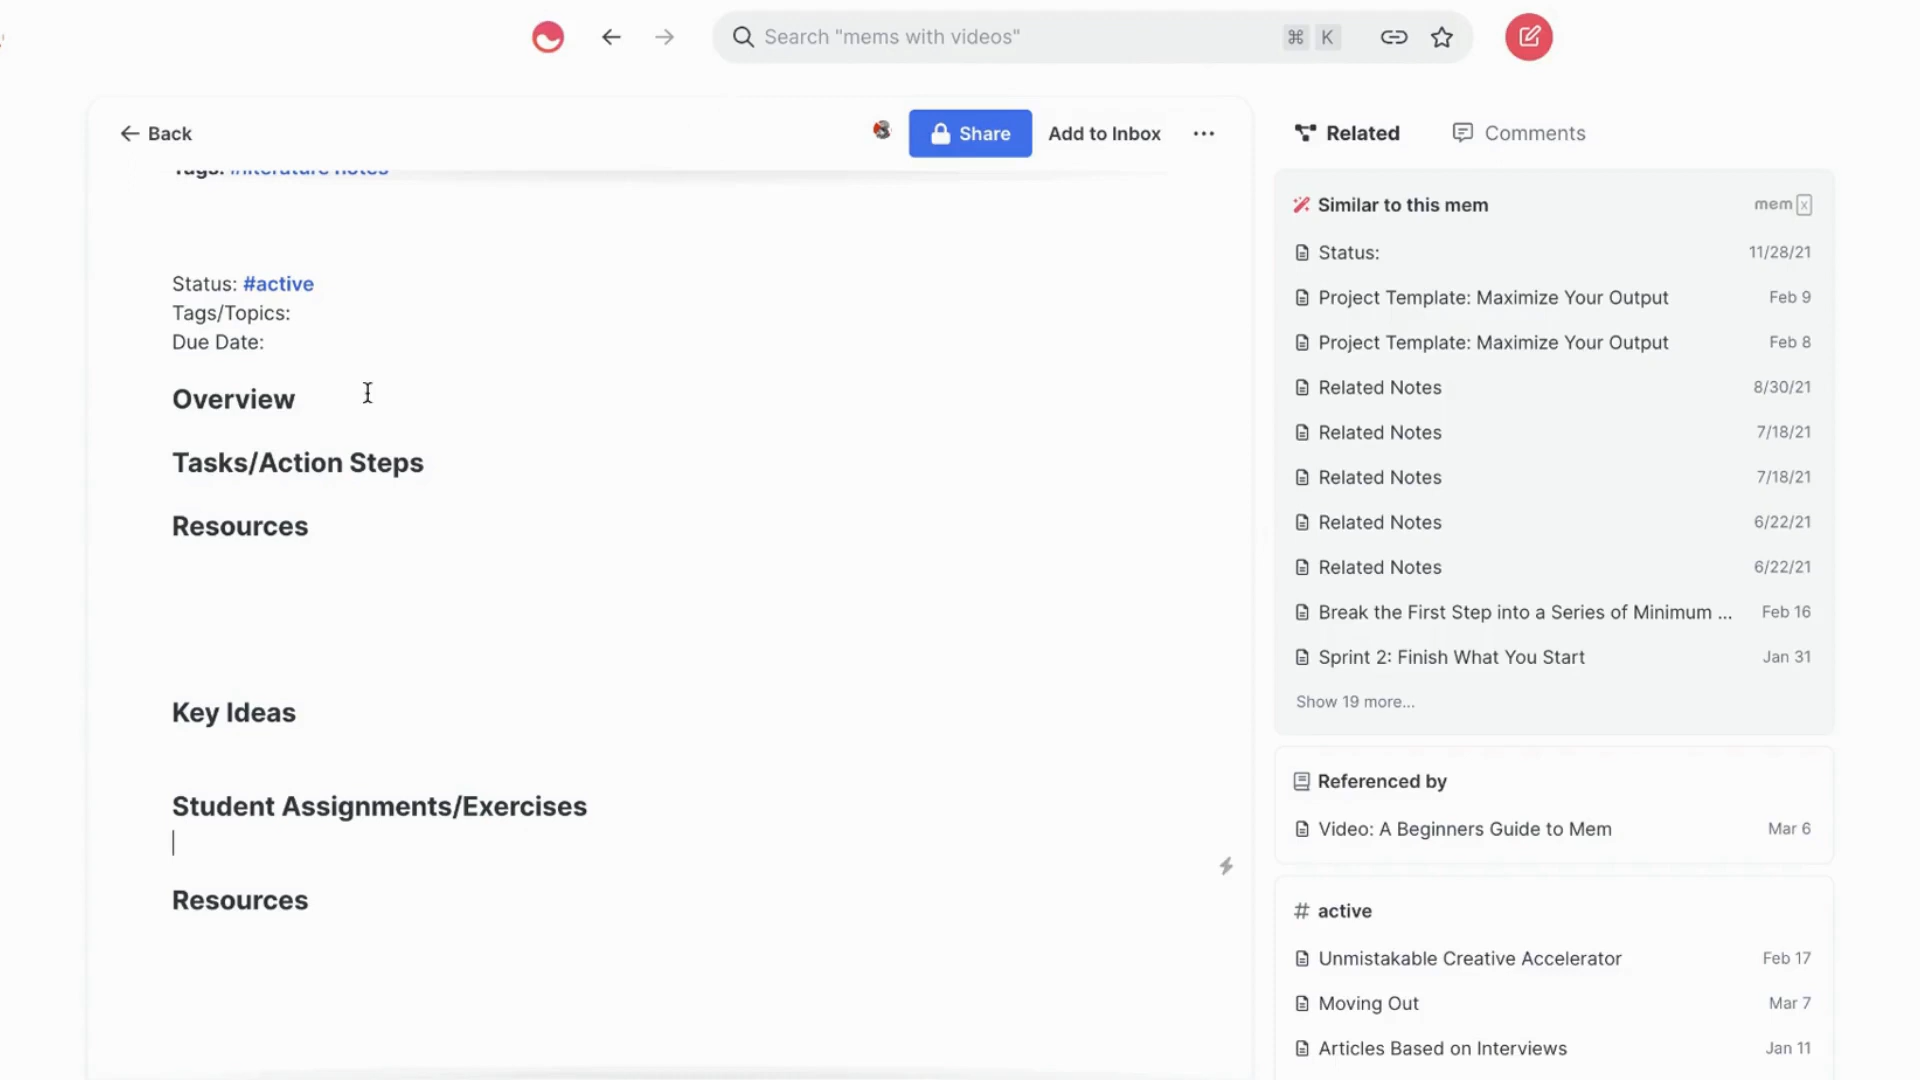 Search "mems with videos"
⌘ K
Back
Share
Add to Inbox
Related
Comments
Tags: #literature notes
Status: #active
Tags/Topics:
Due Date:
Overview
Tasks/Action Steps
Resources
Key Ideas
Student Assignments/Exercises
Resources
Similar to this mem
mem x
Status: 11/28/21
Project Template: Maximize Your Output Feb 9
Project Template: Maximize Your Output Feb 8
Related Notes 8/30/21
Related Notes 7/18/21
Related Notes 7/18/21
Related Notes 6/22/21
Related Notes 6/22/21
Break the First Step into a Series of Minimum ... Feb 16
Sprint 2: Finish What You Start Jan 31
Show 19 more...
Referenced by
Video: A Beginners Guide to Mem Mar 6
# active
Unmistakable Creative Accelerator Feb 17
Moving Out Mar 7
Articles Based on Interviews Jan 11